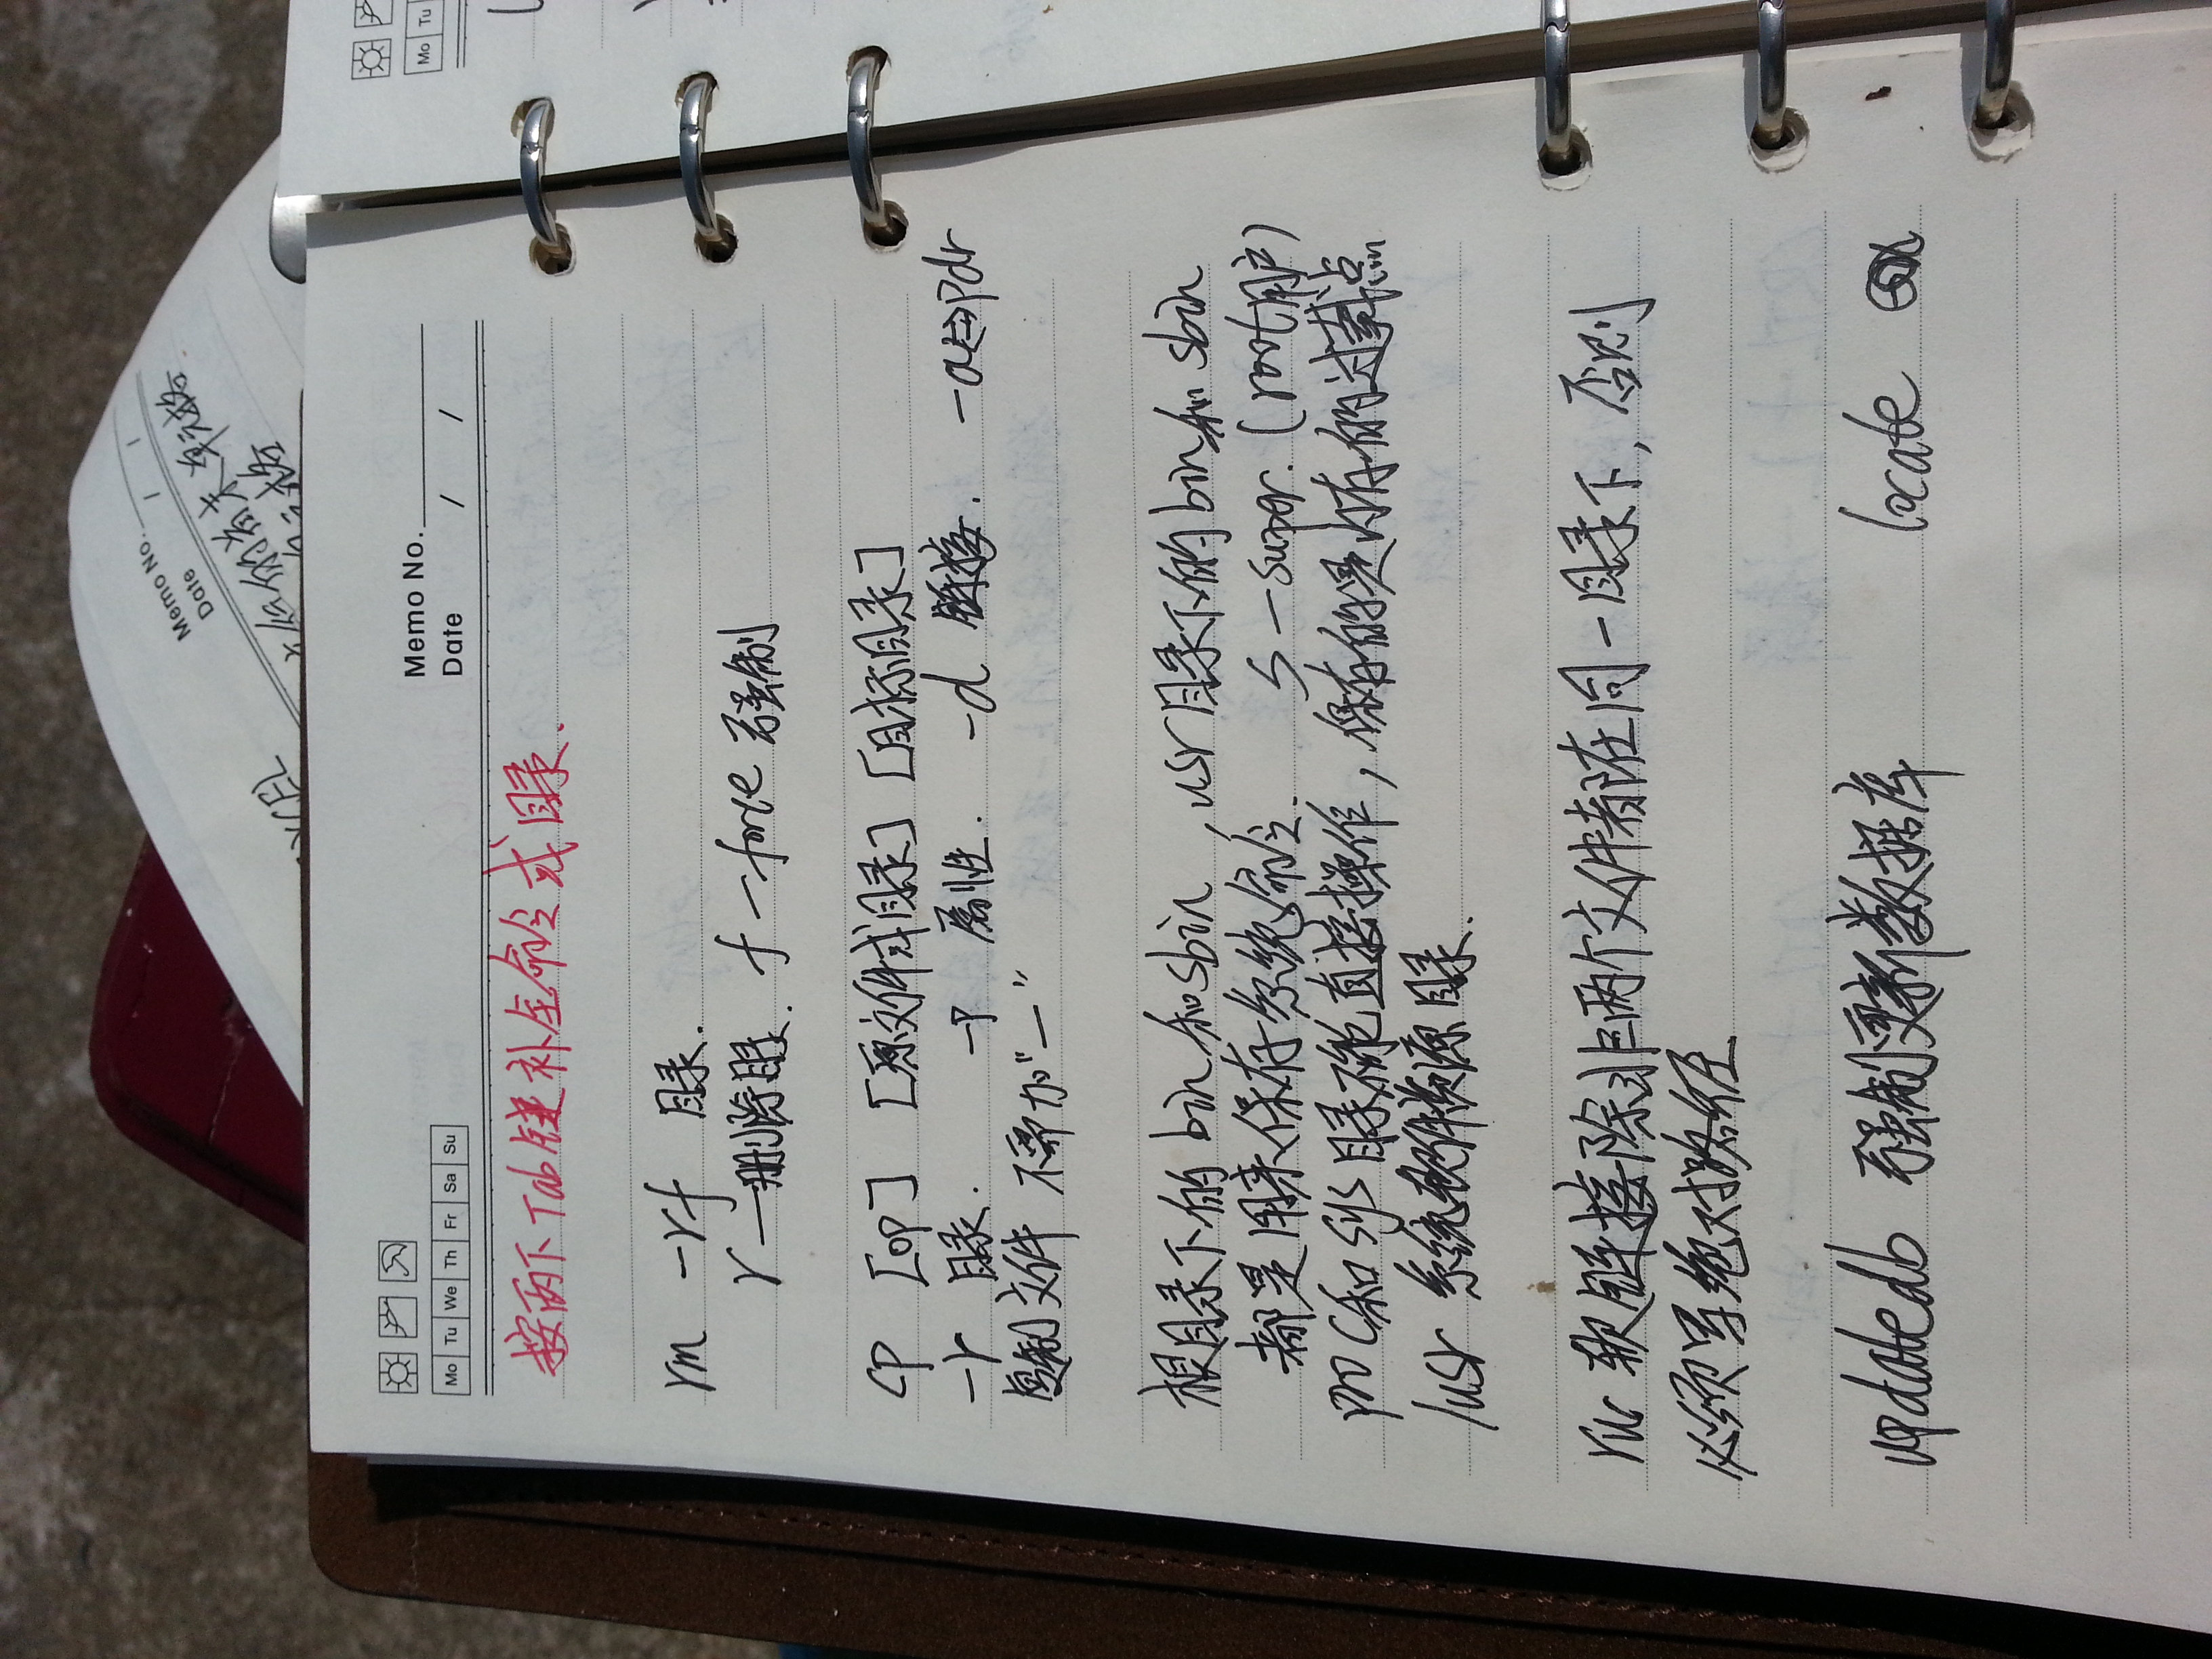 Memo No.
Date / /
EXCEL
的首末单元格
格
Mo Tu We Th Fr Sa Su
Memo No.
Date / /
Mo Tu
按两下Tab键补全命令或目录.
rm -rf 目录.
r—删除目录. f—force 强制
cp [op] [原文件或目录] [目标目录]
-r 目录. -p 属性. -d 链接. -a⇔pdr
复制文件 不需加"—"
根目录下的bin和sbin,usr目录下的bin和sbin
都是用来保存系统命令. s—super.(root用户)
proc和sys目录不能直接操作,保存的是内存的过载点
/usr 系统软件资源目录.
软链接除非两个文件都在同一目录下,否则
必须写绝对路径
updatedb 强制更新数据库 locate